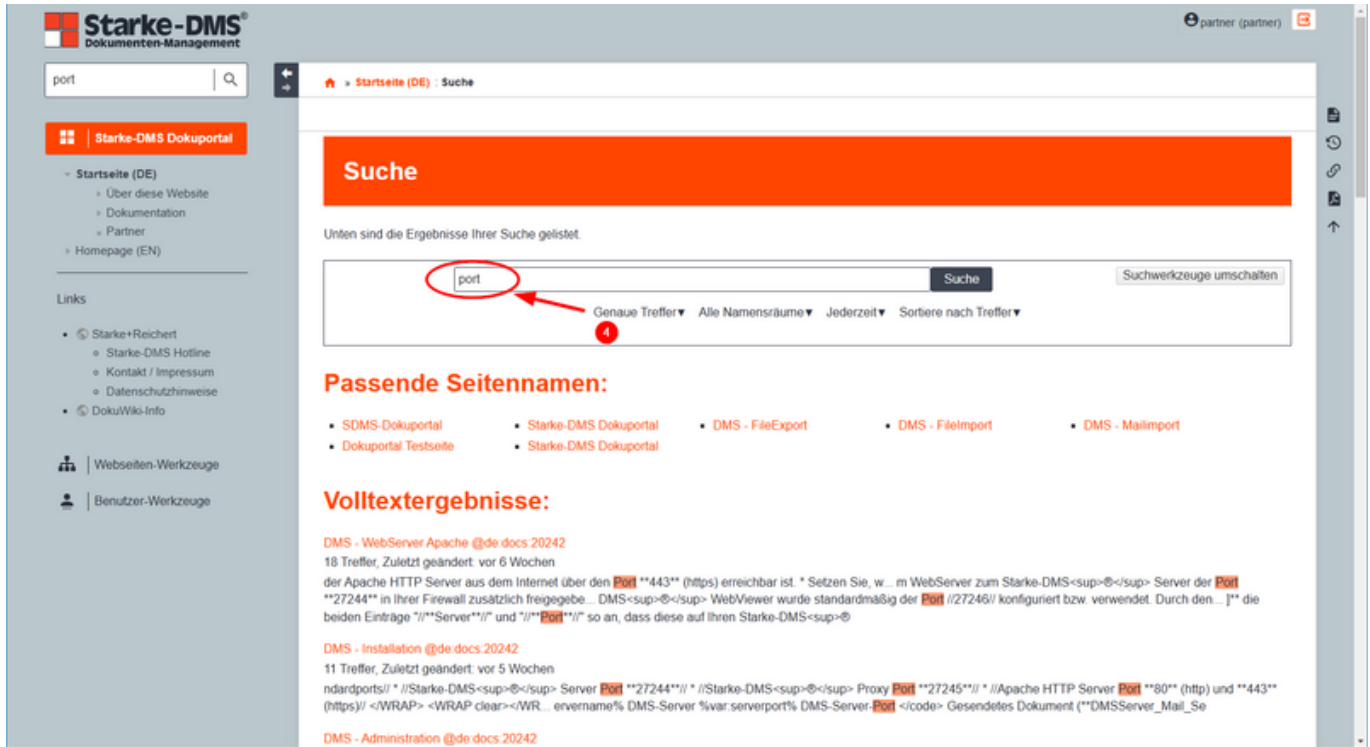 Starke-DMS®
Dokumenten-Management
partner (partner)
port
» Startseite (DE) : Suche
Starke-DMS Dokuportal
Startseite (DE)
Über diese Website
Dokumentation
Partner
Homepage (EN)
Links
Starke+Reichert
Starke-DMS Hotline
Kontakt / Impressum
Datenschutzhinweise
DokuWiki-Info
Webseiten-Werkzeuge
Benutzer-Werkzeuge
Suche
Unten sind die Ergebnisse Ihrer Suche gelistet.
port Suche Suchwerkzeuge umschalten
Genaue Treffer▾ Alle Namensräume▾ Jederzeit▾ Sortiere nach Treffer▾
4
Passende Seitennamen:
SDMS-Dokuportal Starke-DMS Dokuportal DMS - FileExport DMS - FileImport DMS - Mailimport
Dokuportal Testseite Starke-DMS Dokuportal
Volltextergebnisse:
DMS - WebServer Apache @de:docs:20242
18 Treffer, Zuletzt geändert: vor 6 Wochen
der Apache HTTP Server aus dem Internet über den Port **443** (https) erreichbar ist. * Setzen Sie, w... m WebServer zum Starke-DMS<sup>®</sup> Server der Port
**27244** in Ihrer Firewall zusätzlich freigegebe... DMS<sup>®</sup> WebViewer wurde standardmäßig der Port //27246// konfiguriert bzw. verwendet. Durch den... ]** die
beiden Einträge "//**Server**//" und "//**Port**//" so an, dass diese auf Ihren Starke-DMS<sup>®
DMS - Installation @de:docs:20242
11 Treffer, Zuletzt geändert: vor 5 Wochen
ndardports// * //Starke-DMS<sup>®</sup> Server Port **27244**// * //Starke-DMS<sup>®</sup> Proxy Port **27245**// * //Apache HTTP Server Port **80** (http) und **443**
(https)// </WRAP> <WRAP clear></WR... ervername% DMS-Server %var:serverport% DMS-Server-Port </code> Gesendetes Dokument (**DMSServer_Mail_Se
DMS - Administration @de:docs:20242